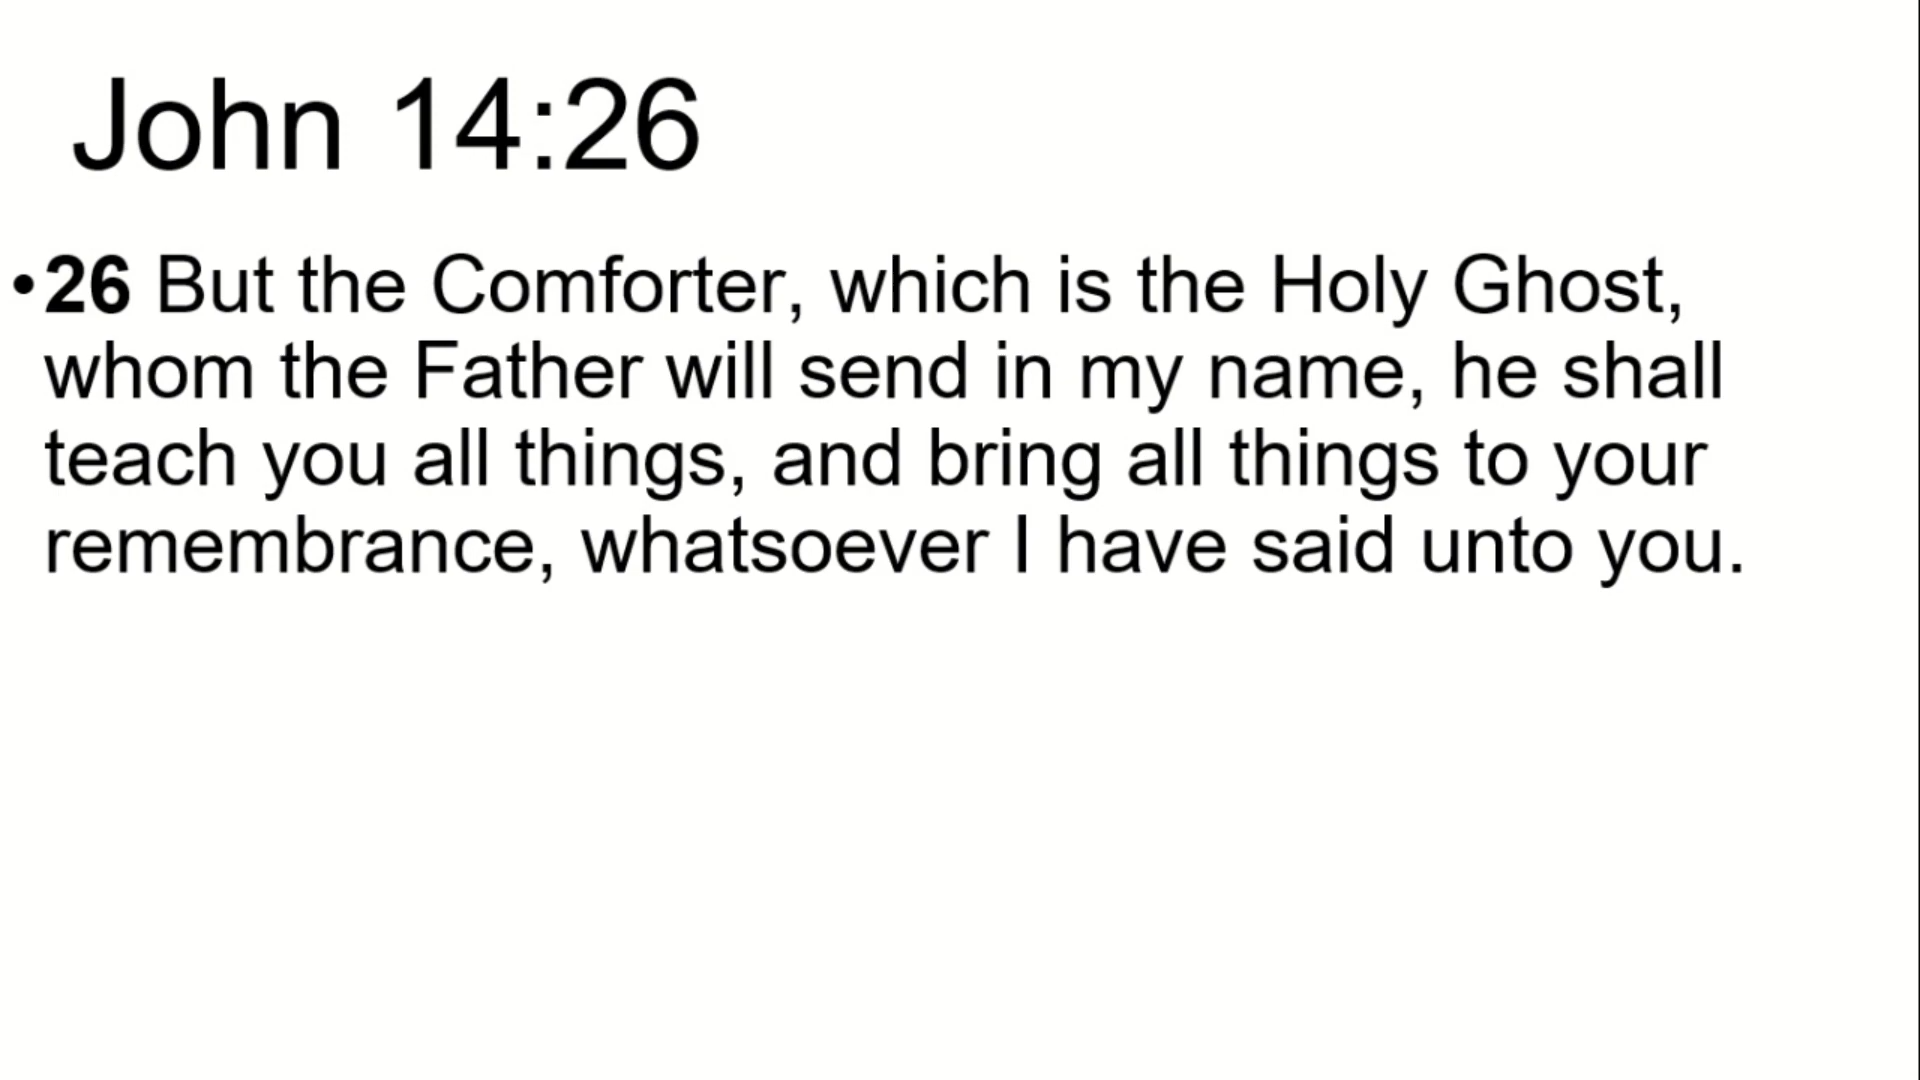 John 14:26
•26 But the Comforter, which is the Holy Ghost,
whom the Father will send in my name, he shall
teach you all things, and bring all things to your
remembrance, whatsoever I have said unto you.